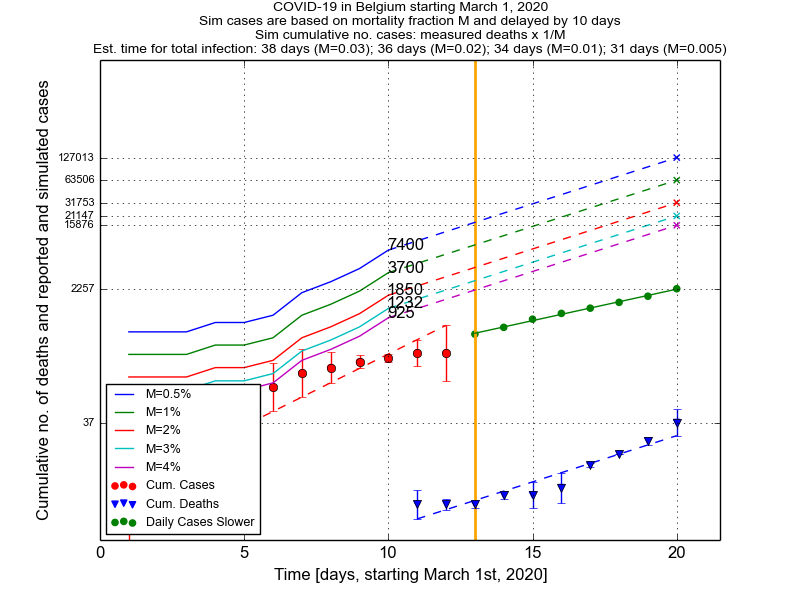 COVID-19 in Belgium starting March 1, 2020
Sim cases are based on mortality fraction M and delayed by 10 days
Sim cumulative no. cases: measured deaths x 1/M
Est. time for total infection: 38 days (M=0.03); 36 days (M=0.02); 34 days (M=0.01); 31 days (M=0.005)
Cumulative no. of deaths and reported and simulated cases
127013
63506
31753
21147
15876
2257
37
7400
3700
1850
1232
925
M=0.5%
M=1%
M=2%
M=3%
M=4%
Cum. Cases
Cum. Deaths
Daily Cases Slower
0 5 10 15 20
Time [days, starting March 1st, 2020]